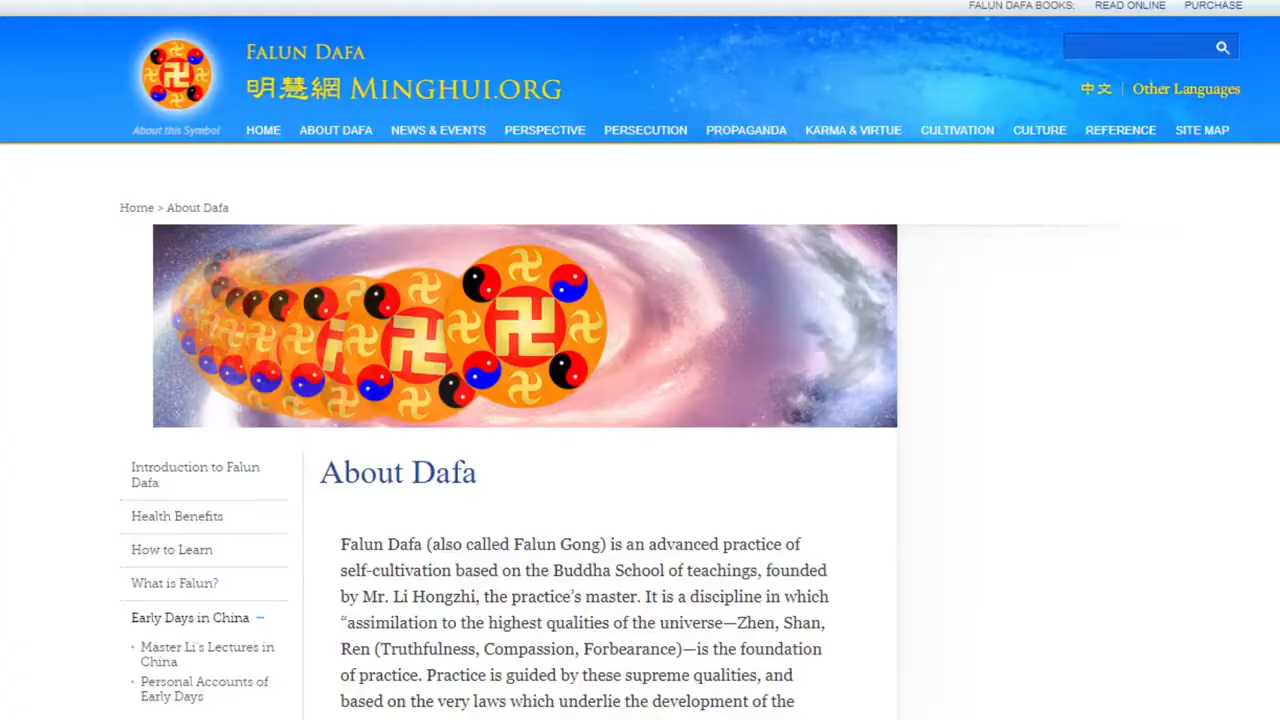 FALUN DAFA BOOKS: READ ONLINE PURCHASE
FALUN DAFA
明慧網 MINGHUI.ORG
中文 | Other Languages
About this Symbol
HOME ABOUT DAFA NEWS & EVENTS PERSPECTIVE PERSECUTION PROPAGANDA KARMA & VIRTUE CULTIVATION CULTURE REFERENCE SITE MAP
Home > About Dafa
Introduction to Falun
Dafa
Health Benefits
How to Learn
What is Falun?
Early Days in China –
Master Li's Lectures in
China
Personal Accounts of
Early Days
About Dafa
Falun Dafa (also called Falun Gong) is an advanced practice of
self-cultivation based on the Buddha School of teachings, founded
by Mr. Li Hongzhi, the practice’s master. It is a discipline in which
“assimilation to the highest qualities of the universe—Zhen, Shan,
Ren (Truthfulness, Compassion, Forbearance)—is the foundation
of practice. Practice is guided by these supreme qualities, and
based on the very laws which underlie the development of the